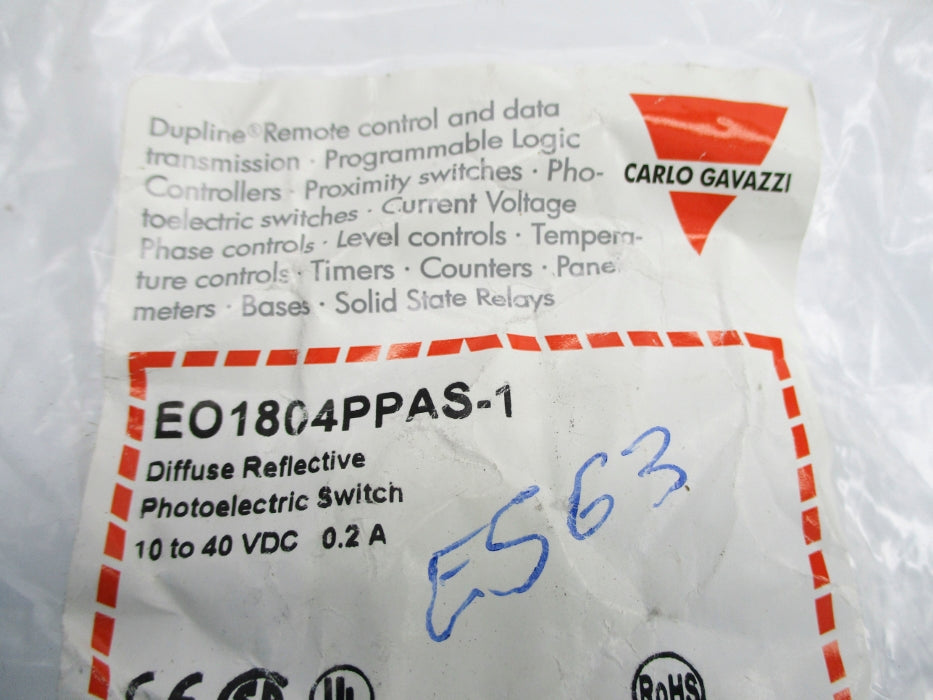 Dupline®Remote control and data
transmission · Programmable Logic
Controllers · Proximity switches · Pho-
toelectric switches · Current Voltage
Phase controls · Level controls · Tempera-
ture controls · Timers · Counters · Pane
meters · Bases · Solid State Relays
CARLO GAVAZZI
EO1804PPAS-1
Diffuse Reflective
Photoelectric Switch
10 to 40 VDC 0.2 A
ES63
CE
RoHS